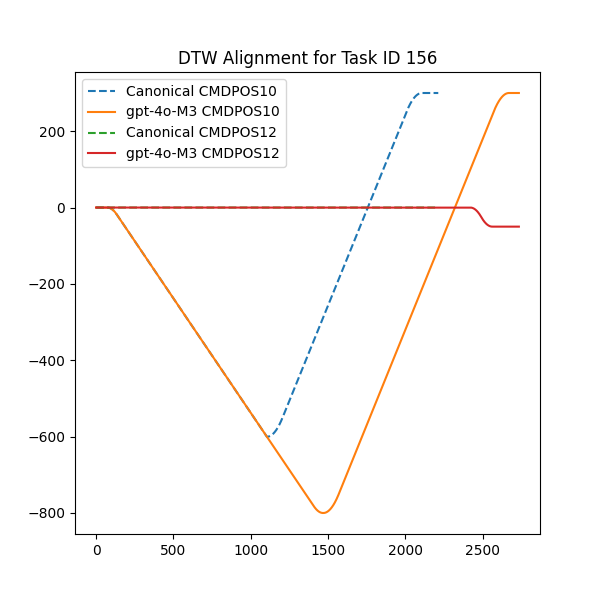 DTW Alignment for Task ID 156
Canonical CMDPOS10
gpt-4o-M3 CMDPOS10
Canonical CMDPOS12
gpt-4o-M3 CMDPOS12
200
0
−200
−400
−600
−800
0 500 1000 1500 2000 2500